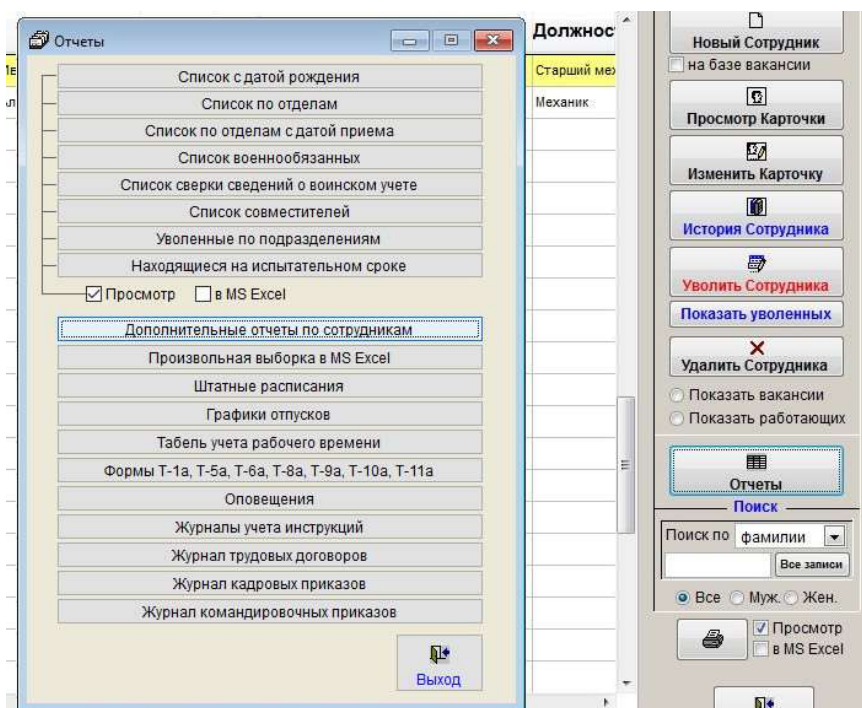 Отчеты
Список с датой рождения
Список по отделам
Список по отделам с датой приема
Список военнообязанных
Список сверки сведений о воинском учете
Список совместителей
Уволенные по подразделениям
Находящиеся на испытательном сроке
Просмотр в MS Excel
Дополнительные отчеты по сотрудникам
Произвольная выборка в MS Excel
Штатные расписания
Графики отпусков
Табель учета рабочего времени
Формы Т-1а, Т-5а, Т-6а, Т-8а, Т-9а, Т-10а, Т-11а
Оповещения
Журналы учета инструкций
Журнал трудовых договоров
Журнал кадровых приказов
Журнал командировочных приказов
Выход
Должнос
Старший мех
Механик
Новый Сотрудник
на базе вакансии
Просмотр Карточки
Изменить Карточку
История Сотрудника
Уволить Сотрудника
Показать уволенных
Удалить Сотрудника
Показать вакансии
Показать работающих
Отчеты
Поиск
Поиск по фамилии
Все записи
Все Муж. Жен.
Просмотр
в MS Excel